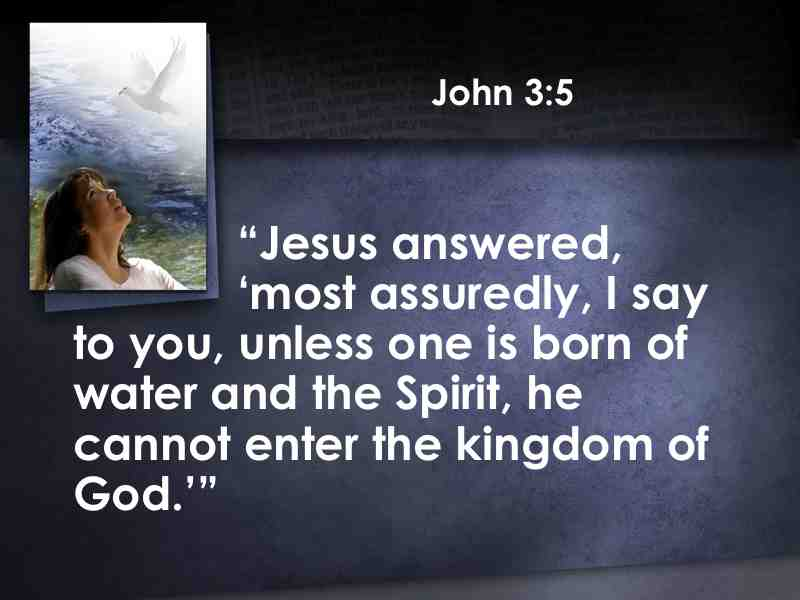 John 3:5
“Jesus answered,
‘most assuredly, I say
to you, unless one is born of
water and the Spirit, he
cannot enter the kingdom of
God.’”